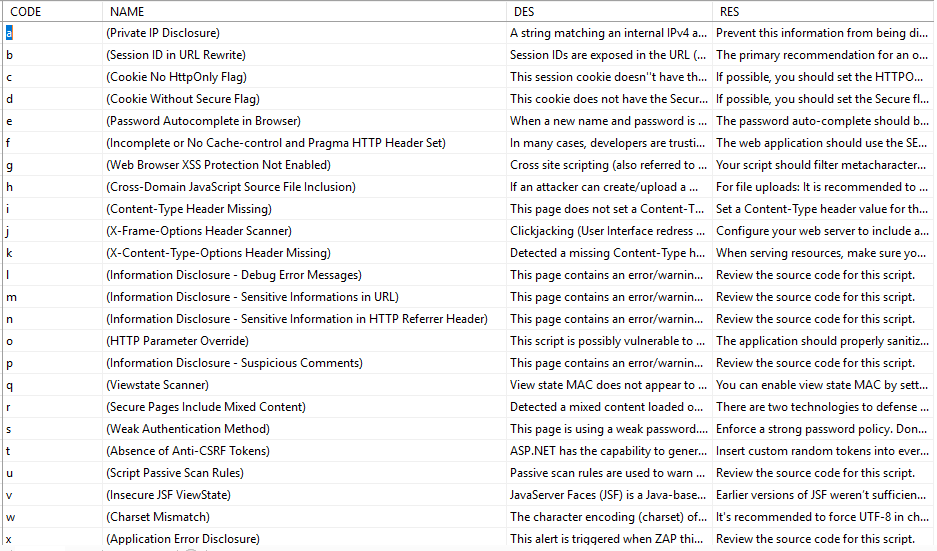 CODE NAME DES RES
a (Private IP Disclosure) A string matching an internal IPv4 a... Prevent this information from being di...
b (Session ID in URL Rewrite) Session IDs are exposed in the URL (... The primary recommendation for an o...
c (Cookie No HttpOnly Flag) This session cookie doesn''t have th... If possible, you should set the HTTPO...
d (Cookie Without Secure Flag) This cookie does not have the Secur... If possible, you should set the Secure fl...
e (Password Autocomplete in Browser) When a new name and password is ... The password auto-complete should b...
f (Incomplete or No Cache-control and Pragma HTTP Header Set) In many cases, developers are trusti... The web application should use the SE...
g (Web Browser XSS Protection Not Enabled) Cross site scripting (also referred to ... Your script should filter metacharacter...
h (Cross-Domain JavaScript Source File Inclusion) If an attacker can create/upload a ... For file uploads: It is recommended to ...
i (Content-Type Header Missing) This page does not set a Content-T... Set a Content-Type header value for th...
j (X-Frame-Options Header Scanner) Clickjacking (User Interface redress ... Configure your web server to include a...
k (X-Content-Type-Options Header Missing) Detected a missing Content-Type h... When serving resources, make sure yo...
l (Information Disclosure - Debug Error Messages) This page contains an error/warnin... Review the source code for this script.
m (Information Disclosure - Sensitive Informations in URL) This page contains an error/warnin... Review the source code for this script.
n (Information Disclosure - Sensitive Information in HTTP Referrer Header) This page contains an error/warnin... Review the source code for this script.
o (HTTP Parameter Override) This script is possibly vulnerable to ... The application should properly sanitiz...
p (Information Disclosure - Suspicious Comments) This page contains an error/warnin... Review the source code for this script.
q (Viewstate Scanner) View state MAC does not appear to ... You can enable view state MAC by sett...
r (Secure Pages Include Mixed Content) Detected a mixed content loaded o... There are two technologies to defense ...
s (Weak Authentication Method) This page is using a weak password.... Enforce a strong password policy. Don...
t (Absence of Anti-CSRF Tokens) ASP.NET has the capability to gener... Insert custom random tokens into ever...
u (Script Passive Scan Rules) Passive scan rules are used to warn ... Review the source code for this script.
v (Insecure JSF ViewState) JavaServer Faces (JSF) is a Java-base... Earlier versions of JSF weren't sufficien...
w (Charset Mismatch) The character encoding (charset) of... It's recommended to force UTF-8 in ch...
x (Application Error Disclosure) This alert is triggered when ZAP thi... Review the source code for this script.